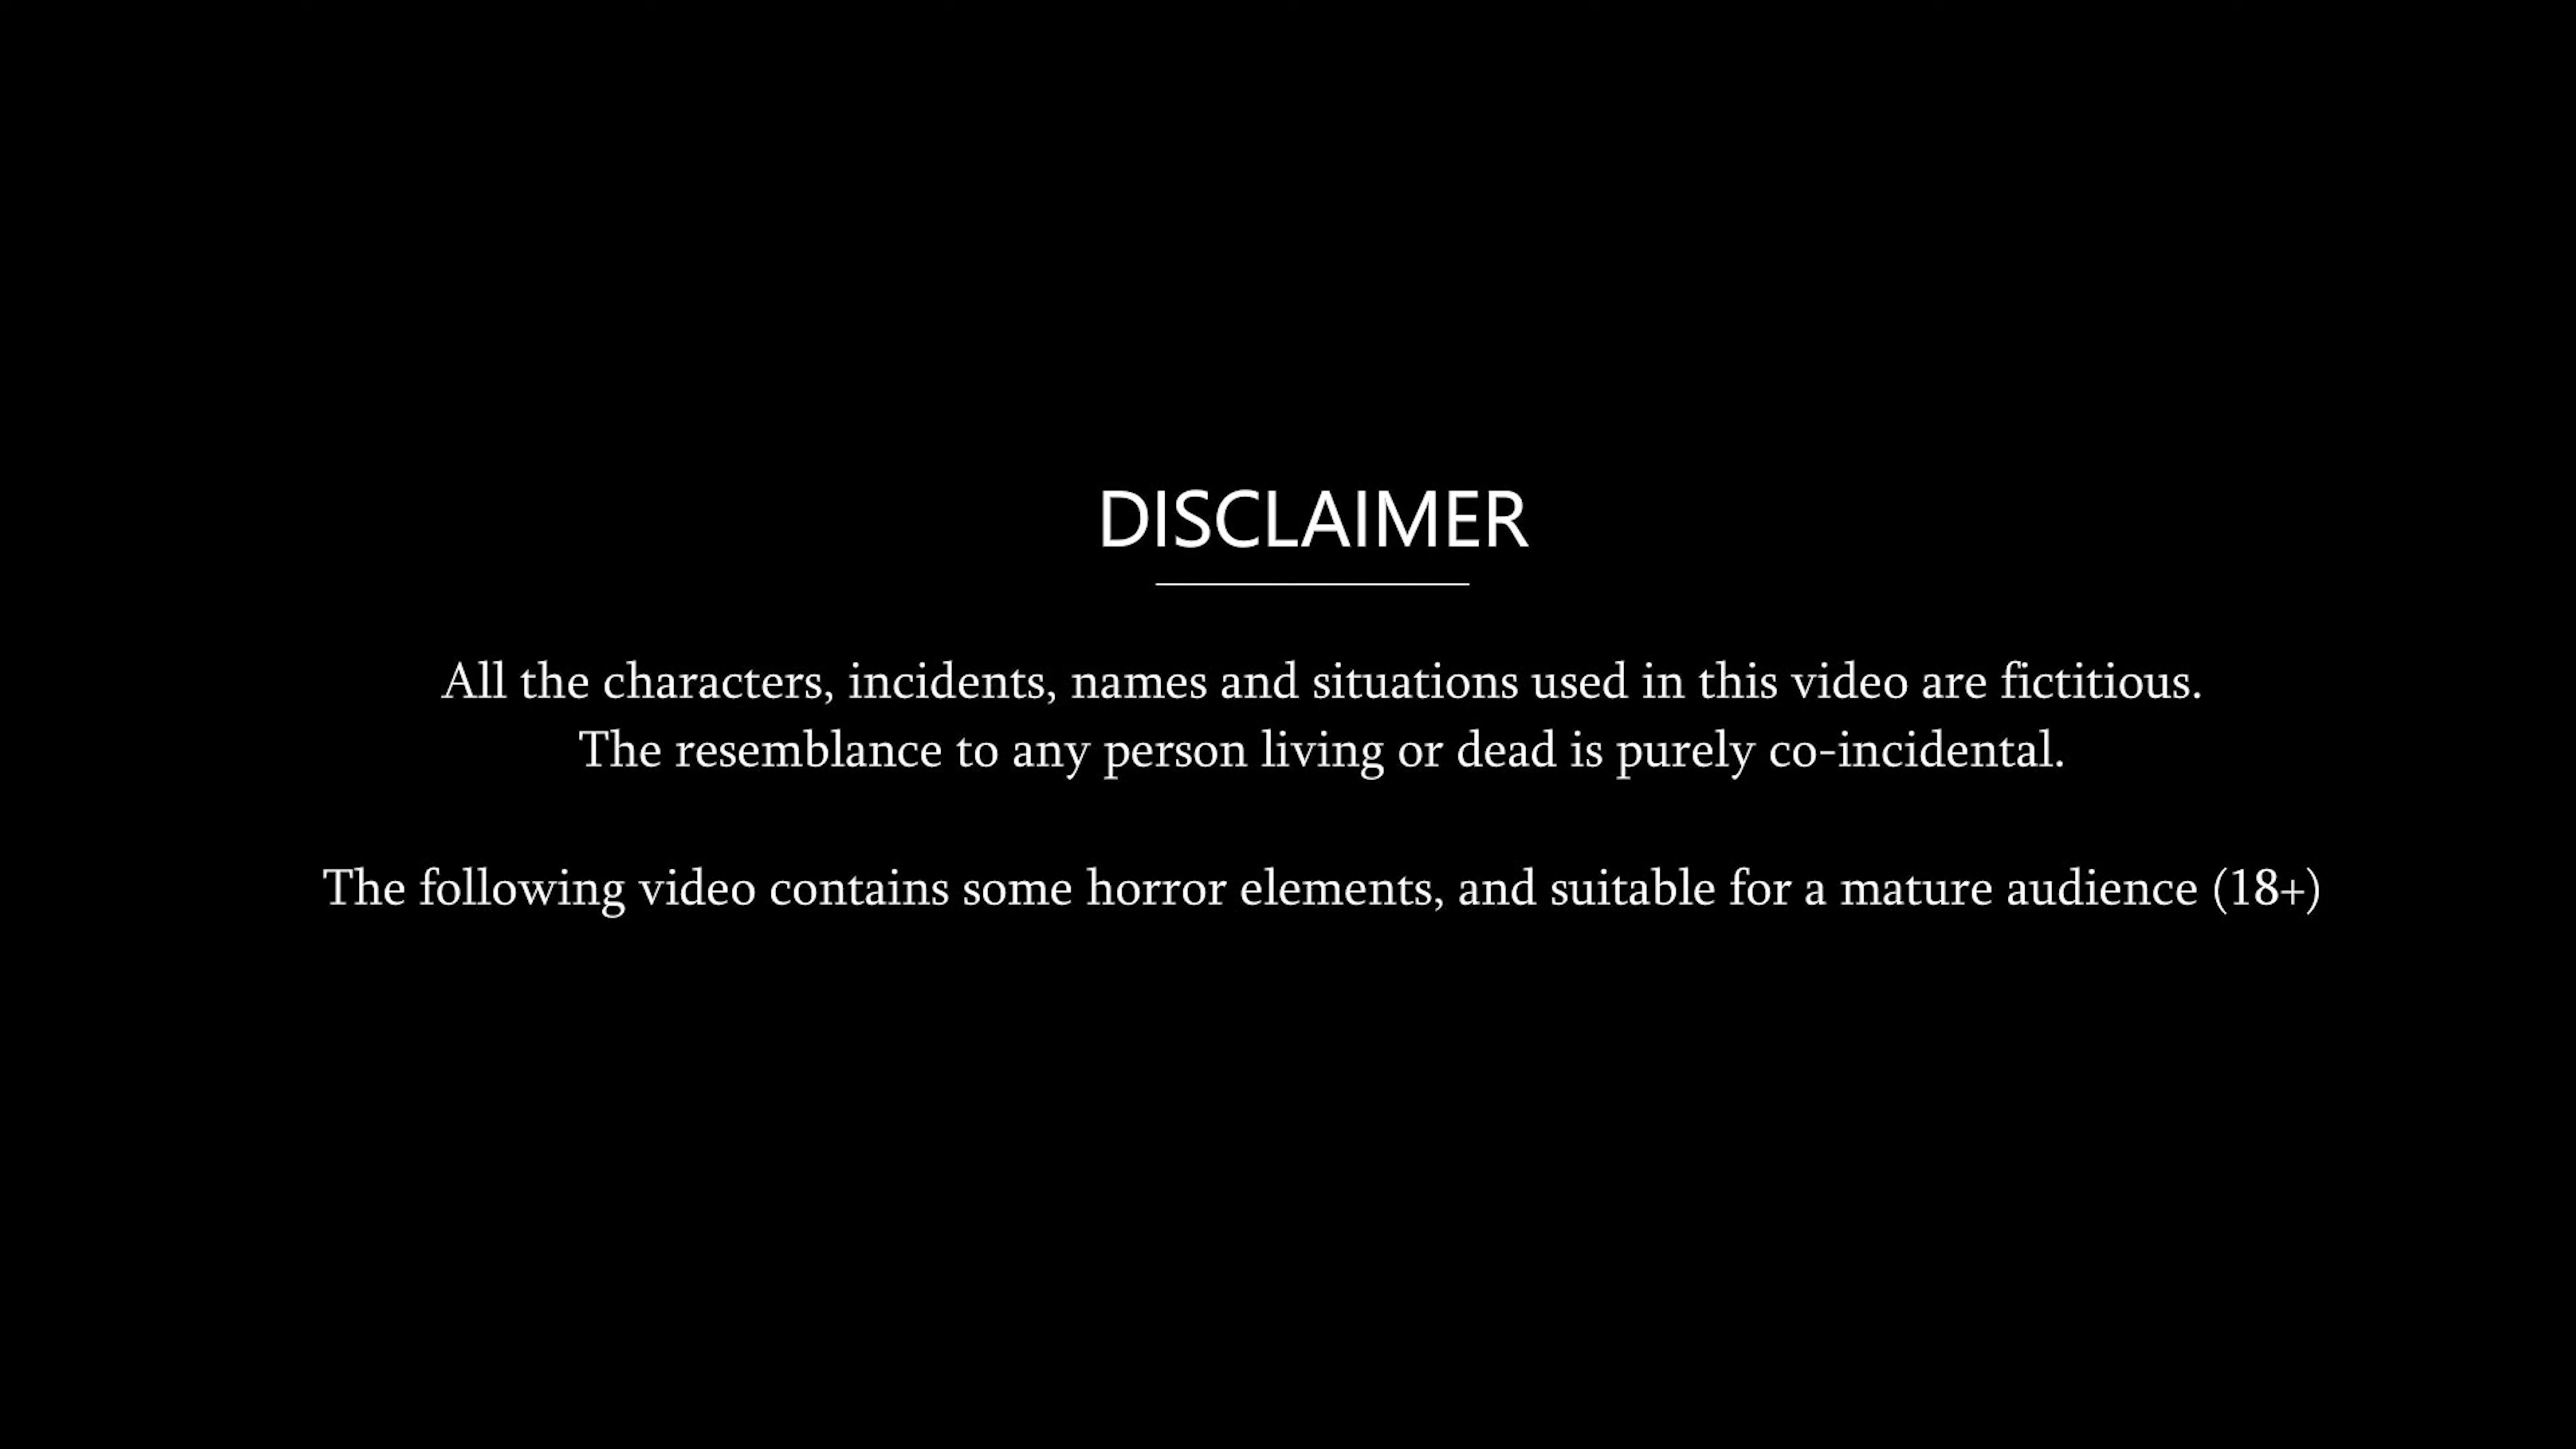 DISCLAIMER
All the characters, incidents, names and situations used in this video are fictitious.
The resemblance to any person living or dead is purely co-incidental.
The following video contains some horror elements, and suitable for a mature audience (18+)